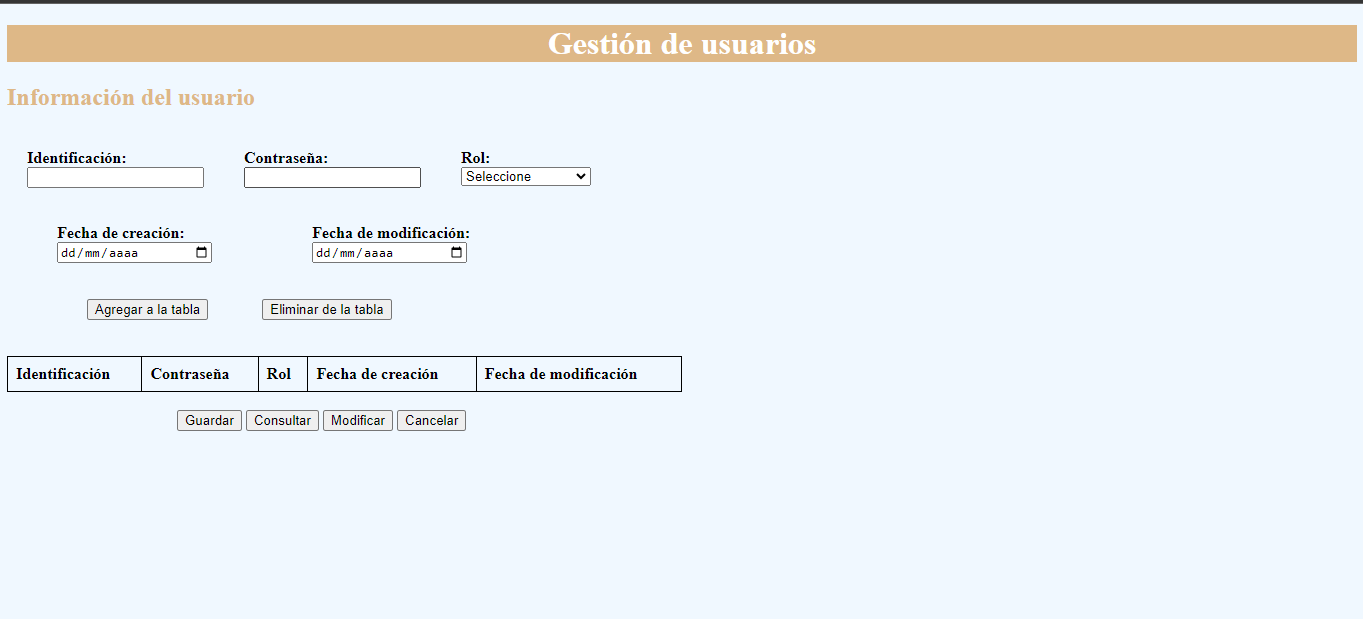 Gestión de usuarios
Información del usuario
Identificación: Contraseña: Rol:
Seleccione
Fecha de creación: Fecha de modificación:
dd/mm/aaaa dd/mm/aaaa
Agregar a la tabla Eliminar de la tabla
Identificación Contraseña Rol Fecha de creación Fecha de modificación
Guardar Consultar Modificar Cancelar